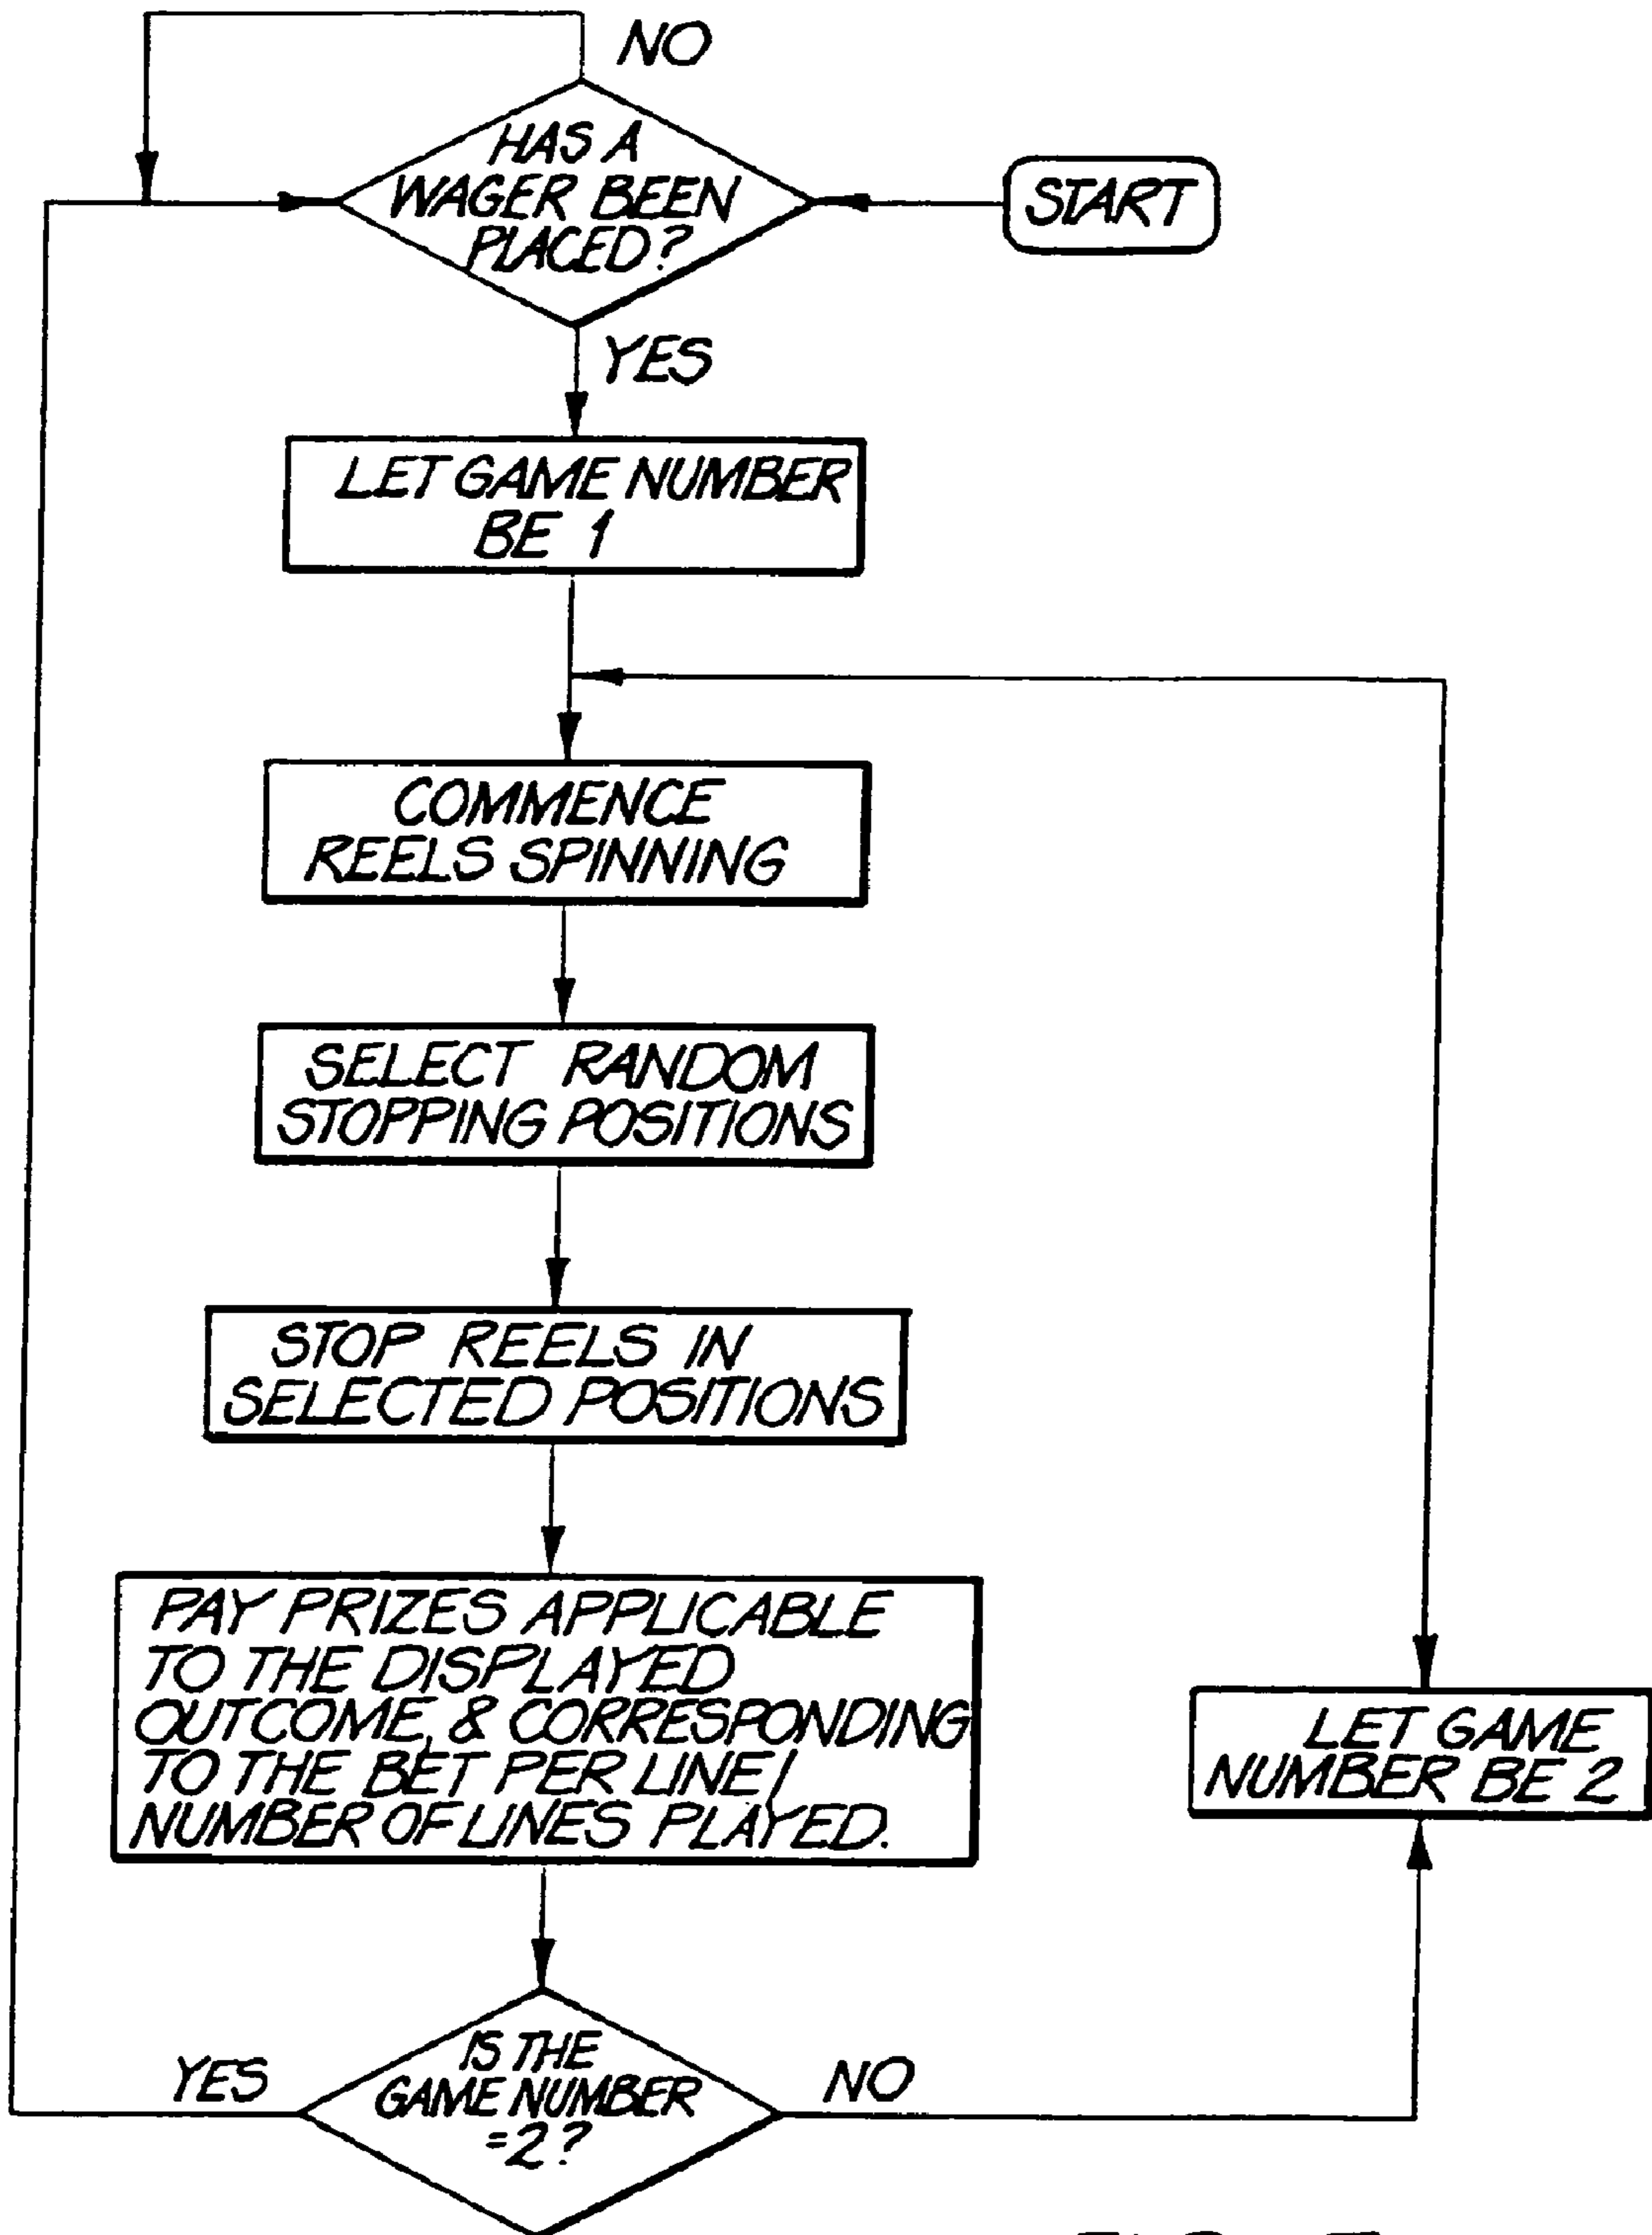 NO
HAS A
WAGER BEEN
PLACED?
START
YES
LET GAME NUMBER
BE 1
COMMENCE
REELS SPINNING
SELECT RANDOM
STOPPING POSITIONS
STOP REELS IN
SELECTED POSITIONS
PAY PRIZES APPLICABLE
TO THE DISPLAYED
OUTCOME, & CORRESPONDING
TO THE BET PER LINE/
NUMBER OF LINES PLAYED.
LET GAME
NUMBER BE 2
YES
IS THE
GAME NUMBER
=2?
NO